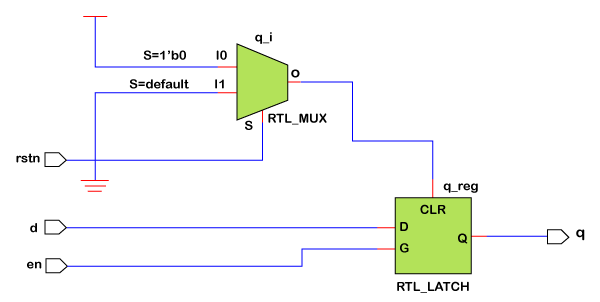 q_i
S=1'b0 I0
O
S=default I1
S RTL_MUX
rstn
q_reg
CLR
d D
q
Q
G
en
RTL_LATCH